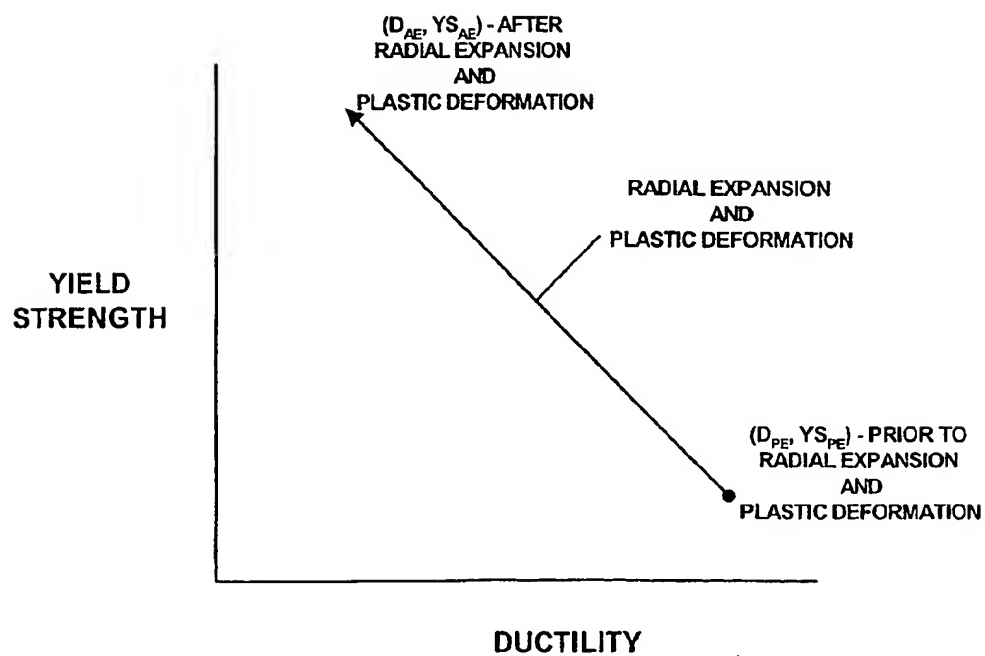 (D_AE, YS_AE) - AFTER
RADIAL EXPANSION
AND
PLASTIC DEFORMATION
RADIAL EXPANSION
AND
PLASTIC DEFORMATION
YIELD
STRENGTH
(D_PE, YS_PE) - PRIOR TO
RADIAL EXPANSION
AND
PLASTIC DEFORMATION
DUCTILITY